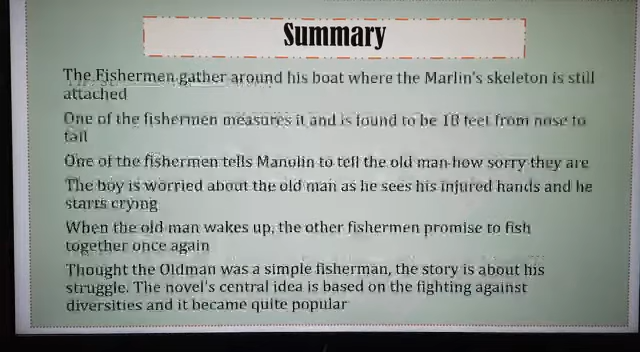 Summary
The Fishermen gather around his boat where the Marlin's skeleton is still
attached
One of the fishermen measures it and is found to be 18 feet from nose to
tail
One of the fishermen tells Manolin to tell the old man how sorry they are
The boy is worried about the old man as he sees his injured hands and he
starts crying
When the old man wakes up, the other fishermen promise to fish
together once again
Thought the Oldman was a simple fisherman, the story is about his
struggle. The novel's central idea is based on the fighting against
diversities and it became quite popular